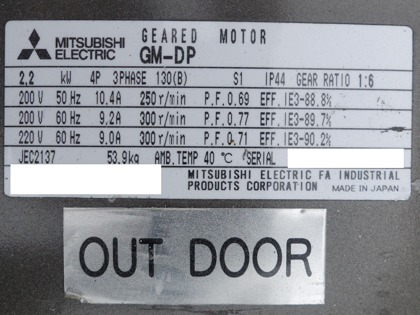 GEARED MOTOR
MITSUBISHI ELECTRIC GM-DP
2.2 kW 4P 3PHASE 130(B) S1 IP44 GEAR RATIO 1:6
200 V 50 Hz 10.4A 250 r/min P.F.0.69 EFF.IE3-88.8%
200 V 60 Hz 9.2A 300 r/min P.F.0.77 EFF.IE3-89.7%
220 V 60 Hz 9.0A 300 r/min P.F.0.71 EFF.IE3-90.2%
JEC2137 53.9kg AMB.TEMP 40 ℃ SERIAL
MITSUBISHI ELECTRIC FA INDUSTRIAL
PRODUCTS CORPORATION MADE IN JAPAN
OUT DOOR